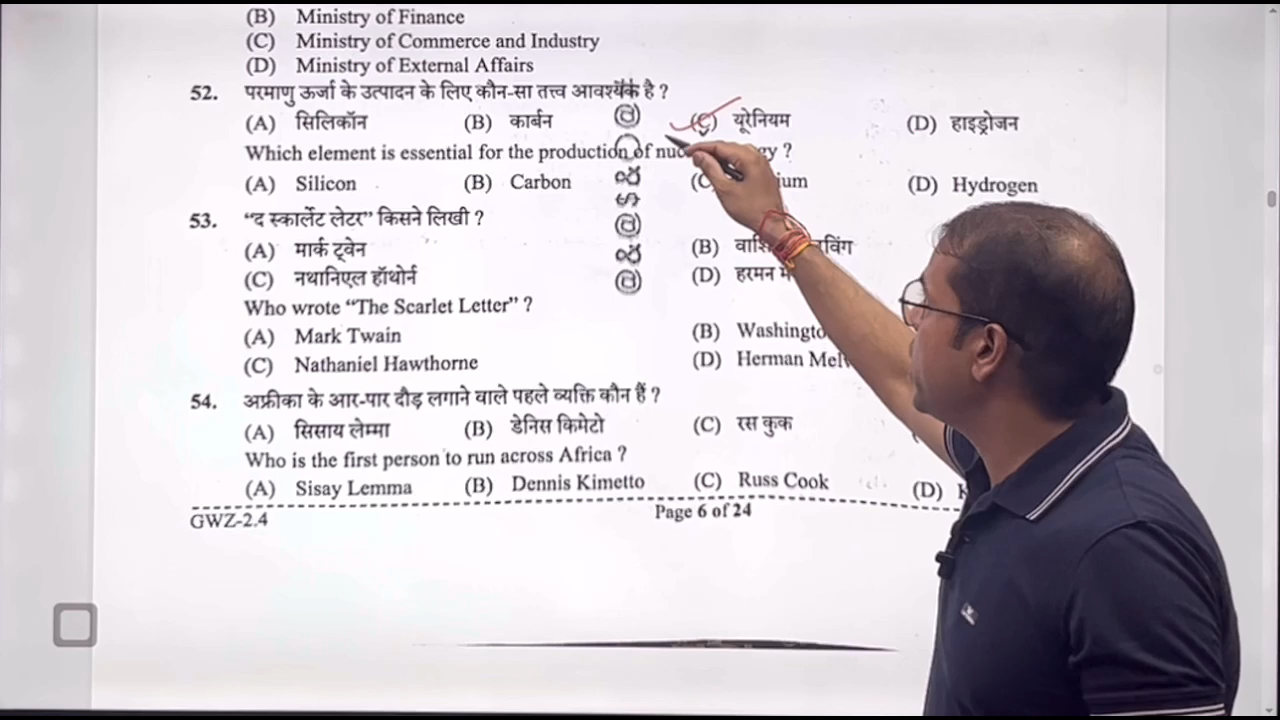 (B) Ministry of Finance
(C) Ministry of Commerce and Industry
(D) Ministry of External Affairs
52. परमाणु ऊर्जा के उत्पादन के लिए कौन-सा तत्त्व आवश्यक है ?
(A) सिलिकॉन (B) कार्बन (C) यूरेनियम (D) हाइड्रोजन
Which element is essential for the production of ?
(A) Silicon (B) Carbon (D) Hydrogen
53. “द स्कार्लेट लेटर” किसने लिखी ?
(A) मार्क ट्वेन (B)
(C) नथानिएल हॉथोर्न (D) हरमन
Who wrote “The Scarlet Letter” ?
(A) Mark Twain (B)
(C) Nathaniel Hawthorne (D) Herman
54. अफ्रीका के आर-पार दौड़ लगाने वाले पहले व्यक्ति कौन हैं ?
(A) सिसाय लेम्मा (B) डेनिस किमेटो (C) रस कुक
Who is the first person to run across Africa ?
(A) Sisay Lemma (B) Dennis Kimetto (C) Russ Cook (D)
GWZ-2.4 Page 6 of 24